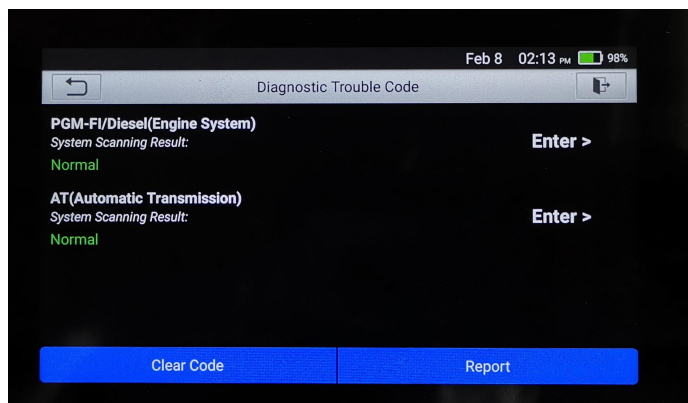 Feb 8 02:13 PM 98%
Diagnostic Trouble Code
PGM-FI/Diesel(Engine System)
System Scanning Result:
Enter >
Normal
AT(Automatic Transmission)
System Scanning Result:
Enter >
Normal
Clear Code Report